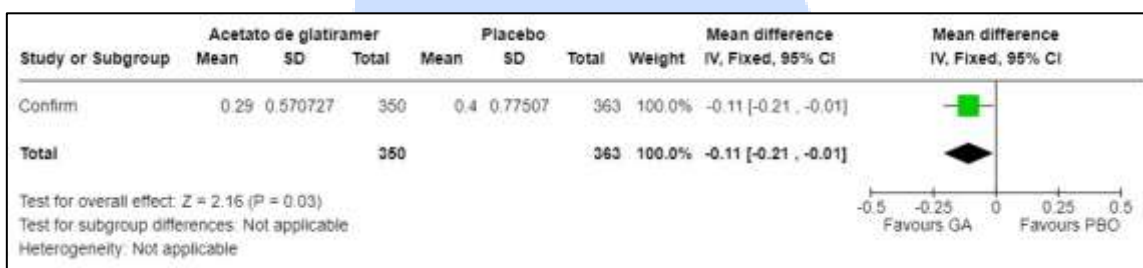 Acetato de glatiramer Placebo Mean difference Mean difference
Study or Subgroup Mean SD Total Mean SD Total Weight IV, Fixed, 95% CI IV, Fixed, 95% CI
Confirm 0.29 0.570727 350 0.4 0.77507 363 100.0% -0.11 [-0.21 , -0.01]
Total 350 363 100.0% -0.11 [-0.21 , -0.01]
Test for overall effect: Z = 2.16 (P = 0.03)
Test for subgroup differences: Not applicable
Heterogeneity: Not applicable
-0.5 -0.25 0 0.25 0.5
Favours GA Favours PBO